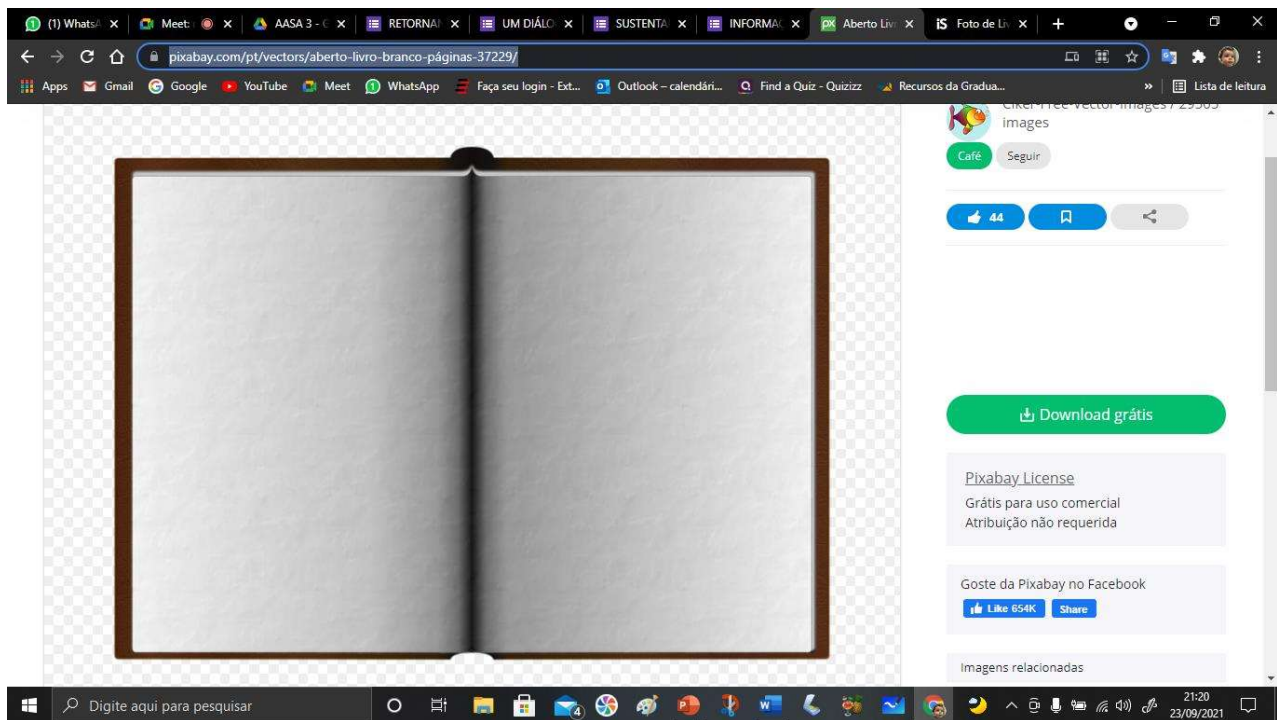 (1) WhatsA
Meet:
AASA 3 -
RETORNA
UM DIÁLO
SUSTENTA
INFORMAÇ
Aberto Liv
iS Foto de Liv
pixabay.com/pt/vectors/aberto-livro-branco-páginas-37229/
Apps
Gmail
Google
YouTube
Meet
WhatsApp
Faça seu login - Ext...
Outlook – calendári...
Find a Quiz - Quizizz
Recursos da Gradua...
»
Lista de leitura
images
Café
Seguir
44
Download grátis
Pixabay License
Grátis para uso comercial
Atribuição não requerida
Goste da Pixabay no Facebook
Like 654K
Share
Imagens relacionadas
Digite aqui para pesquisar
4
21:20
23/09/2021